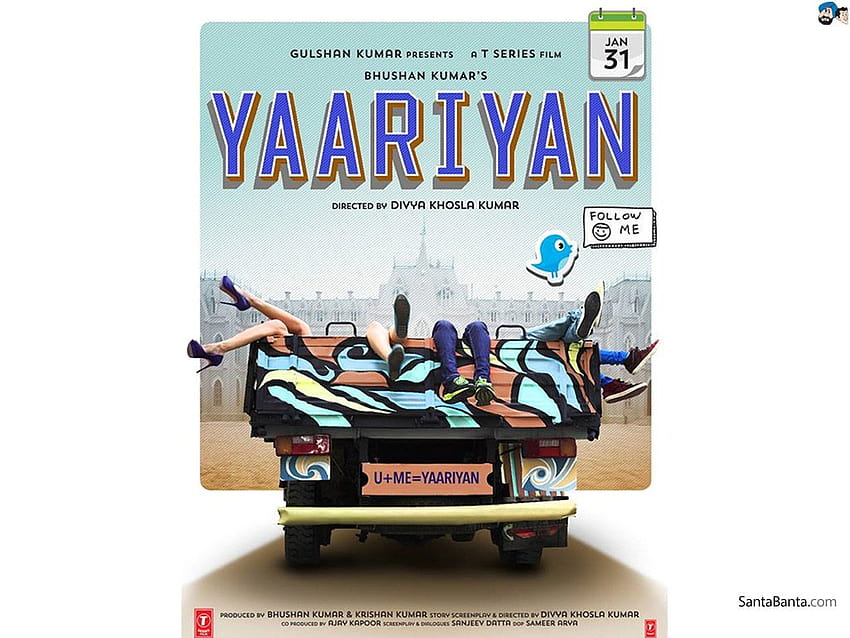 JAN
31
GULSHAN KUMAR PRESENTS A T SERIES FILM
BHUSHAN KUMAR'S
YAARIYAN
DIRECTED BY DIVYA KHOSLA KUMAR
FOLLOW
ME
U+ME=YAARIYAN
SantaBanta.com
PRODUCED BY BHUSHAN KUMAR & KRISHAN KUMAR STORY SCREENPLAY & DIRECTED BY DIVYA KHOSLA KUMAR
CO PRODUCED BY AJAY KAPOOR SCREENPLAY & DIALOGUES SANJEEV DATTA DOP SAMEER ARYA